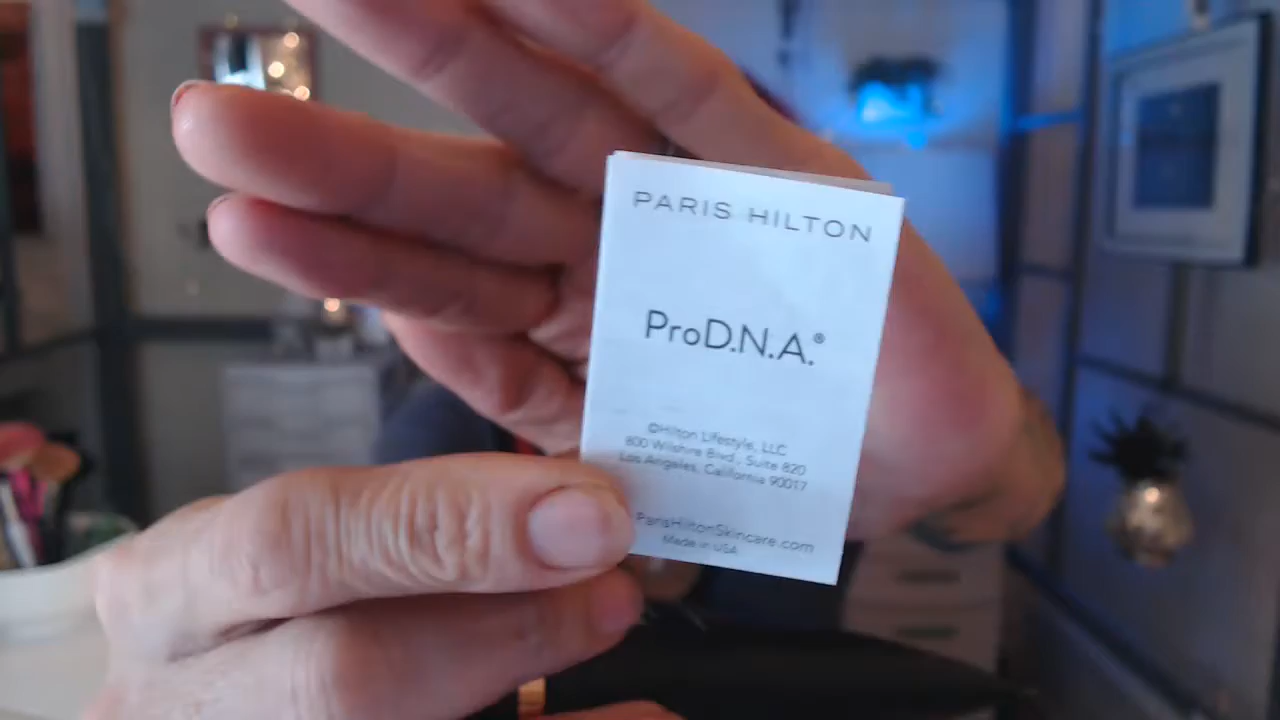 PARIS HILTON
ProD.N.A.®
©Hilton Lifestyle, LLC
800 Wilshire Blvd., Suite 820
Los Angeles, California 90017
ParisHiltonSkincare.com
Made in USA